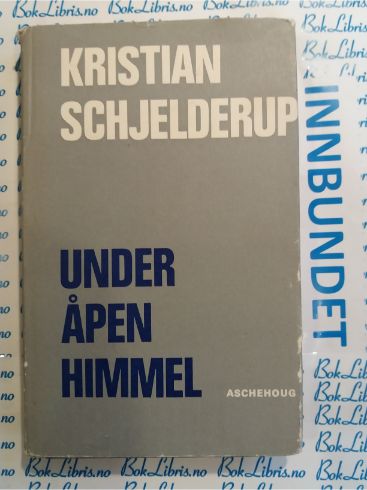 KRISTIAN
SCHJELDERUP
UNDER
ÅPEN
HIMMEL
ASCHEHOUG
INNBUNDET
BokLibris.no